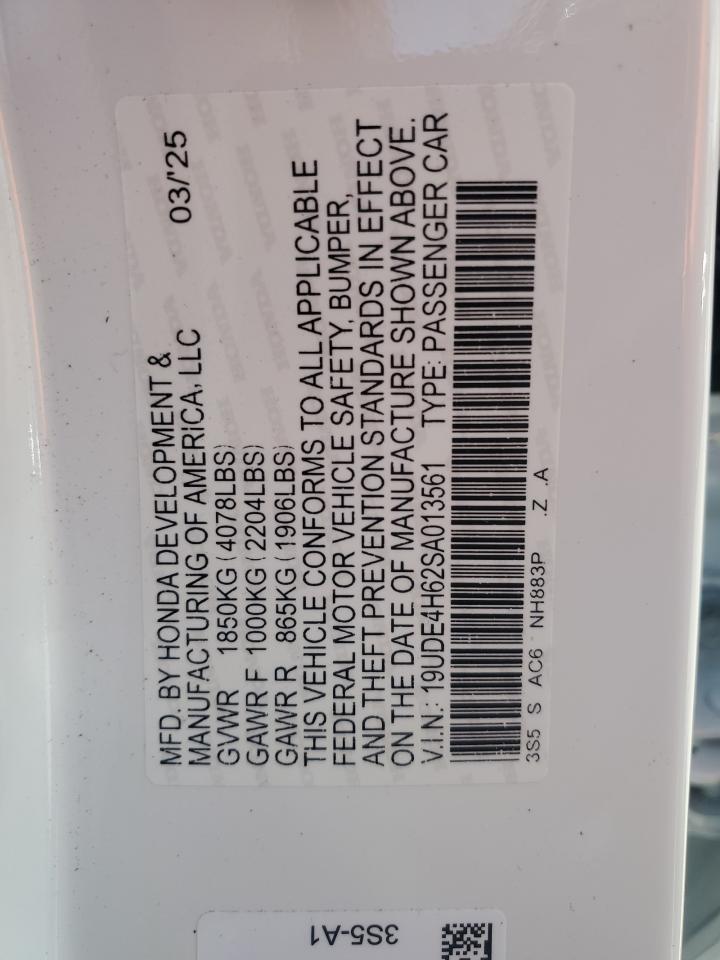 MFD. BY HONDA DEVELOPMENT &
MANUFACTURING OF AMERICA, LLC 03/'25
GVWR 1850KG (4078LBS)
GAWR F 1000KG (2204LBS)
GAWR R 865KG (1906LBS)
THIS VEHICLE CONFORMS TO ALL APPLICABLE
FEDERAL MOTOR VEHICLE SAFETY, BUMPER,
AND THEFT PREVENTION STANDARDS IN EFFECT
ON THE DATE OF MANUFACTURE SHOWN ABOVE.
V.I.N.: 19UDE4H62SA013561 TYPE: PASSENGER CAR
3S5 S AC6 NH883P .Z .A
3S5-A1